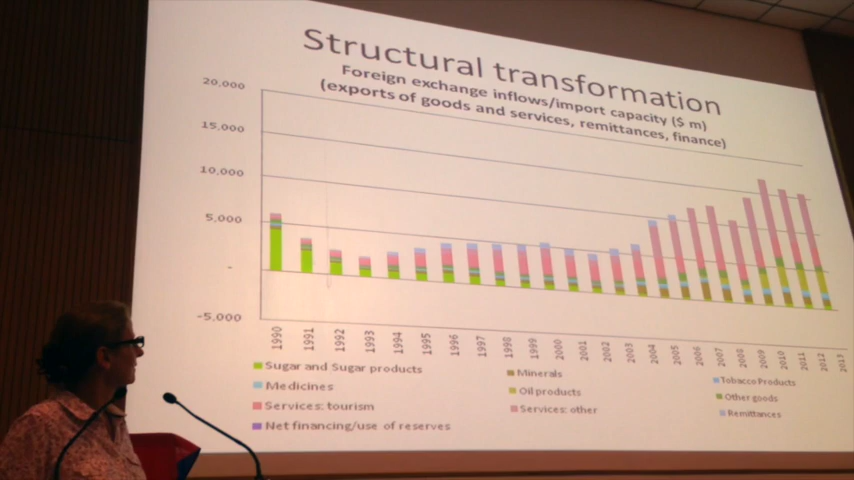 Structural transformation
Foreign exchange inflows/import capacity ($ m)
(exports of goods and services, remittances, finance)
20,000
15,000
10,000
5,000
-
-5,000
1990 1991 1992 1993 1994 1995 1996 1997 1998 1999 2000 2001 2002 2003 2004 2005 2006 2007 2008 2009 2010 2011 2012 2013
Sugar and Sugar products Minerals Tobacco Products
Medicines Oil products Other goods
Services: tourism Services: other Remittances
Net financing/use of reserves